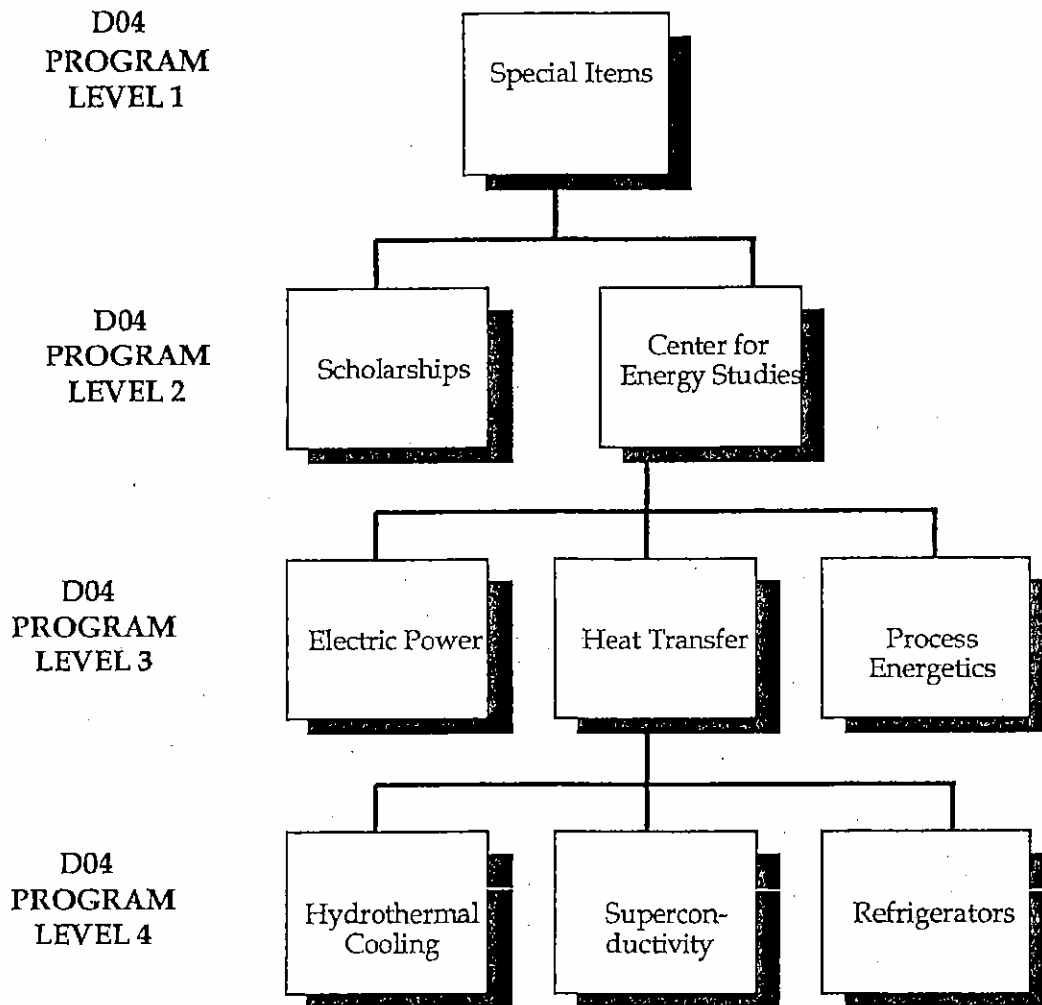 D04
PROGRAM
LEVEL 1
Special Items
D04
PROGRAM
LEVEL 2
Scholarships
Center for
Energy Studies
D04
PROGRAM
LEVEL 3
Electric Power
Heat Transfer
Process
Energetics
D04
PROGRAM
LEVEL 4
Hydrothermal
Cooling
Supercon-
ductivity
Refrigerators